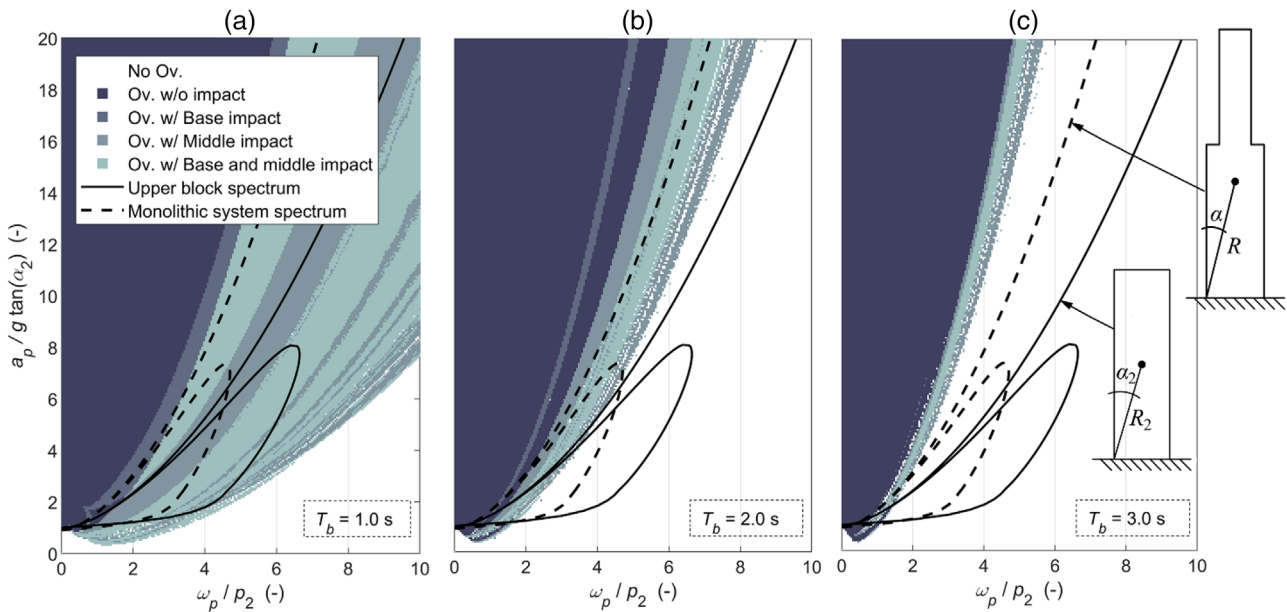 (a)
(b)
(c)
20
18
16
14
12
10
8
6
4
2
0
a_p / g tan(α_2) (-)
No Ov.
Ov. w/o impact
Ov. w/ Base impact
Ov. w/ Middle impact
Ov. w/ Base and middle impact
Upper block spectrum
Monolithic system spectrum
T_b = 1.0 s
T_b = 2.0 s
T_b = 3.0 s
α
R
α_2
R_2
0 2 4 6 8 10
0 2 4 6 8 10
0 2 4 6 8 10
ω_p / p_2 (-)
ω_p / p_2 (-)
ω_p / p_2 (-)